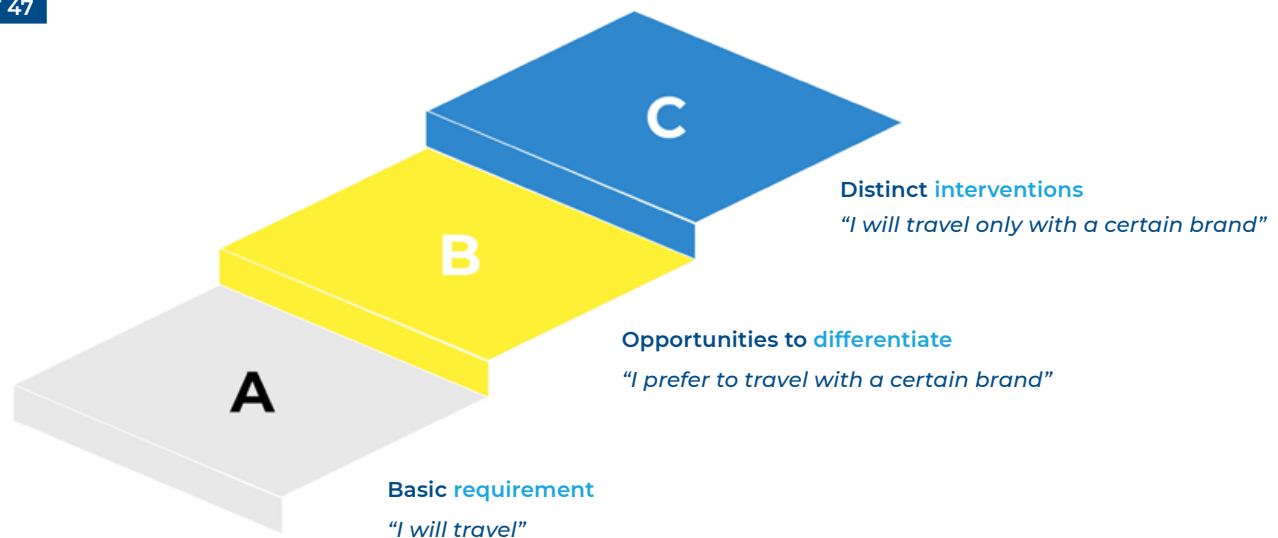 47
C
Distinct interventions
“I will travel only with a certain brand”
B
Opportunities to differentiate
“I prefer to travel with a certain brand”
A
Basic requirement
“I will travel”